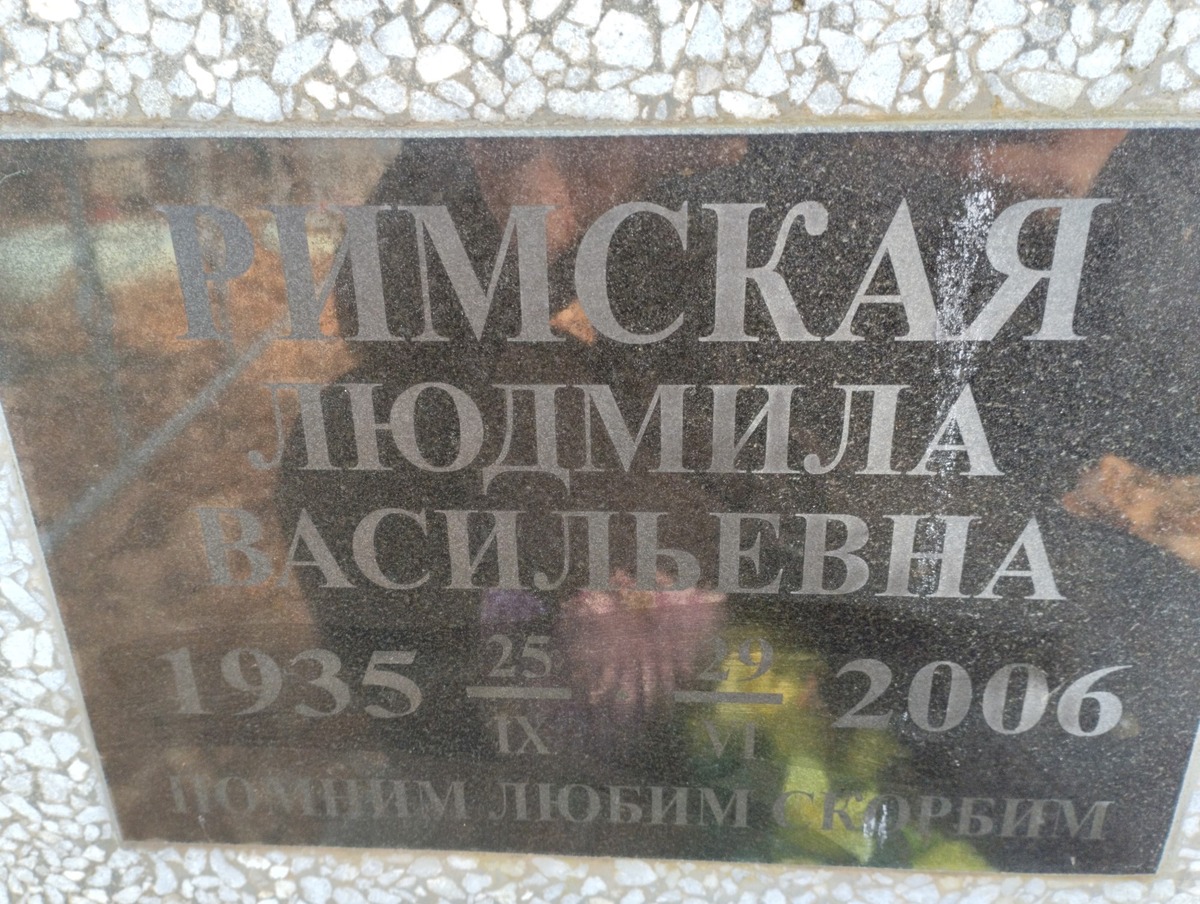 РИМСКАЯ
ЛЮДМИЛА
ВАСИЛЬЕВНА
1935 25/IX 29/VI 2006
ПОМНИМ ЛЮБИМ СКОРБИМ